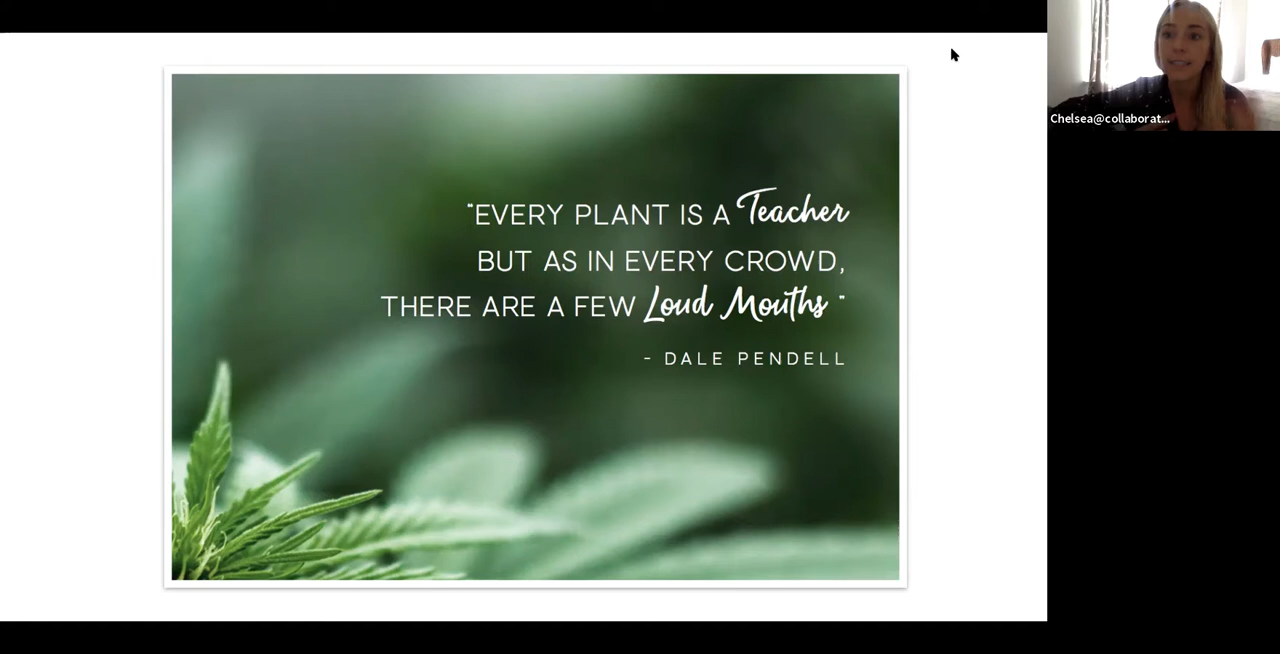 "EVERY PLANT IS A Teacher
BUT AS IN EVERY CROWD,
THERE ARE A FEW Loud Mouths "
- DALE PENDELL
Chelsea@collaborat...